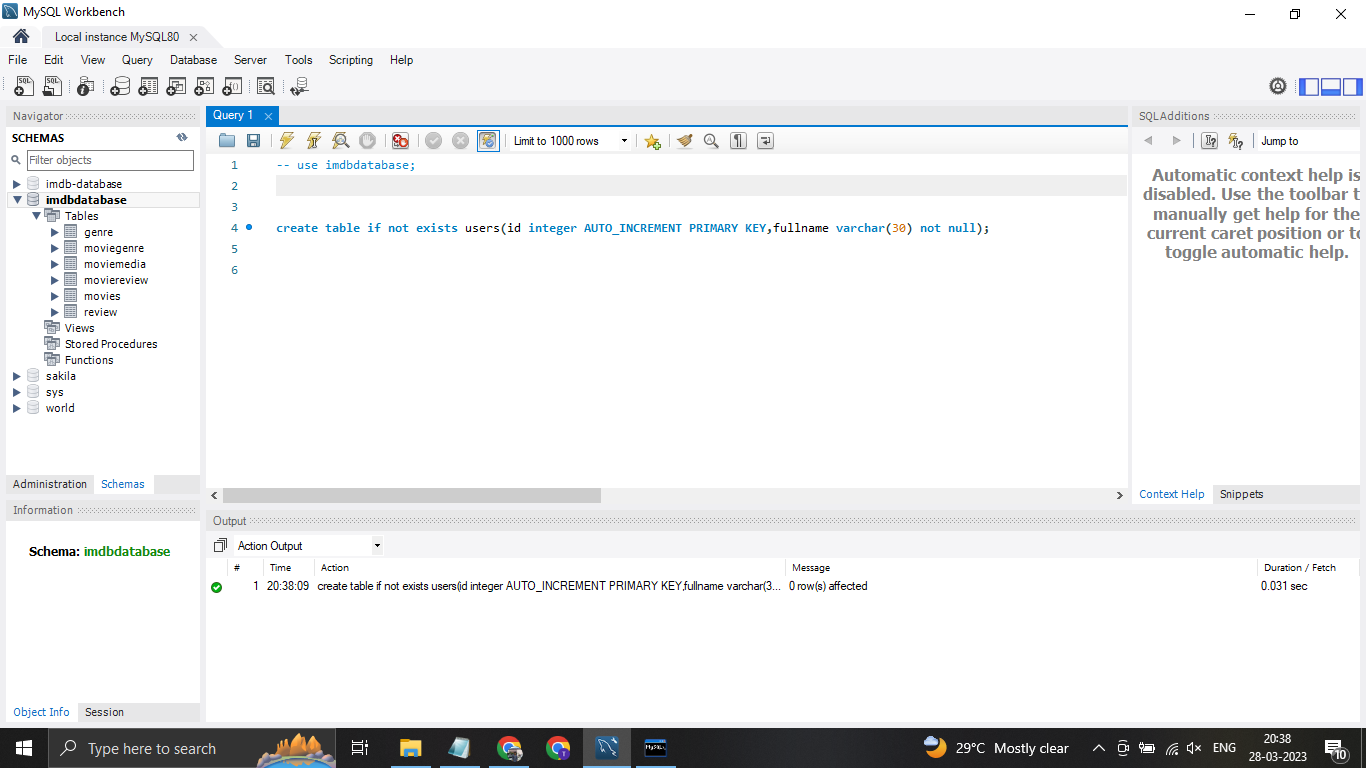 MySQL Workbench
Local instance MySQL80
File Edit View Query Database Server Tools Scripting Help
Navigator
SCHEMAS
Filter objects
imdb-database
imdbdatabase
Tables
genre
moviegenre
moviemedia
moviereview
movies
review
Views
Stored Procedures
Functions
sakila
sys
world
Administration Schemas
Information
Schema: imdbdatabase
Object Info Session
Query 1
Limit to 1000 rows
1 -- use imdbdatabase;
2
3
4 create table if not exists users(id integer AUTO_INCREMENT PRIMARY KEY,fullname varchar(30) not null);
5
6
SQLAdditions
Jump to
Automatic context help is
disabled. Use the toolbar t
manually get help for the
current caret position or to
toggle automatic help.
Context Help Snippets
Output
Action Output
# Time Action Message Duration / Fetch
1 20:38:09 create table if not exists users(id integer AUTO_INCREMENT PRIMARY KEY,fullname varchar(3... 0 row(s) affected 0.031 sec
Type here to search
MySQL
29°C Mostly clear
ENG
20:38
28-03-2023
10